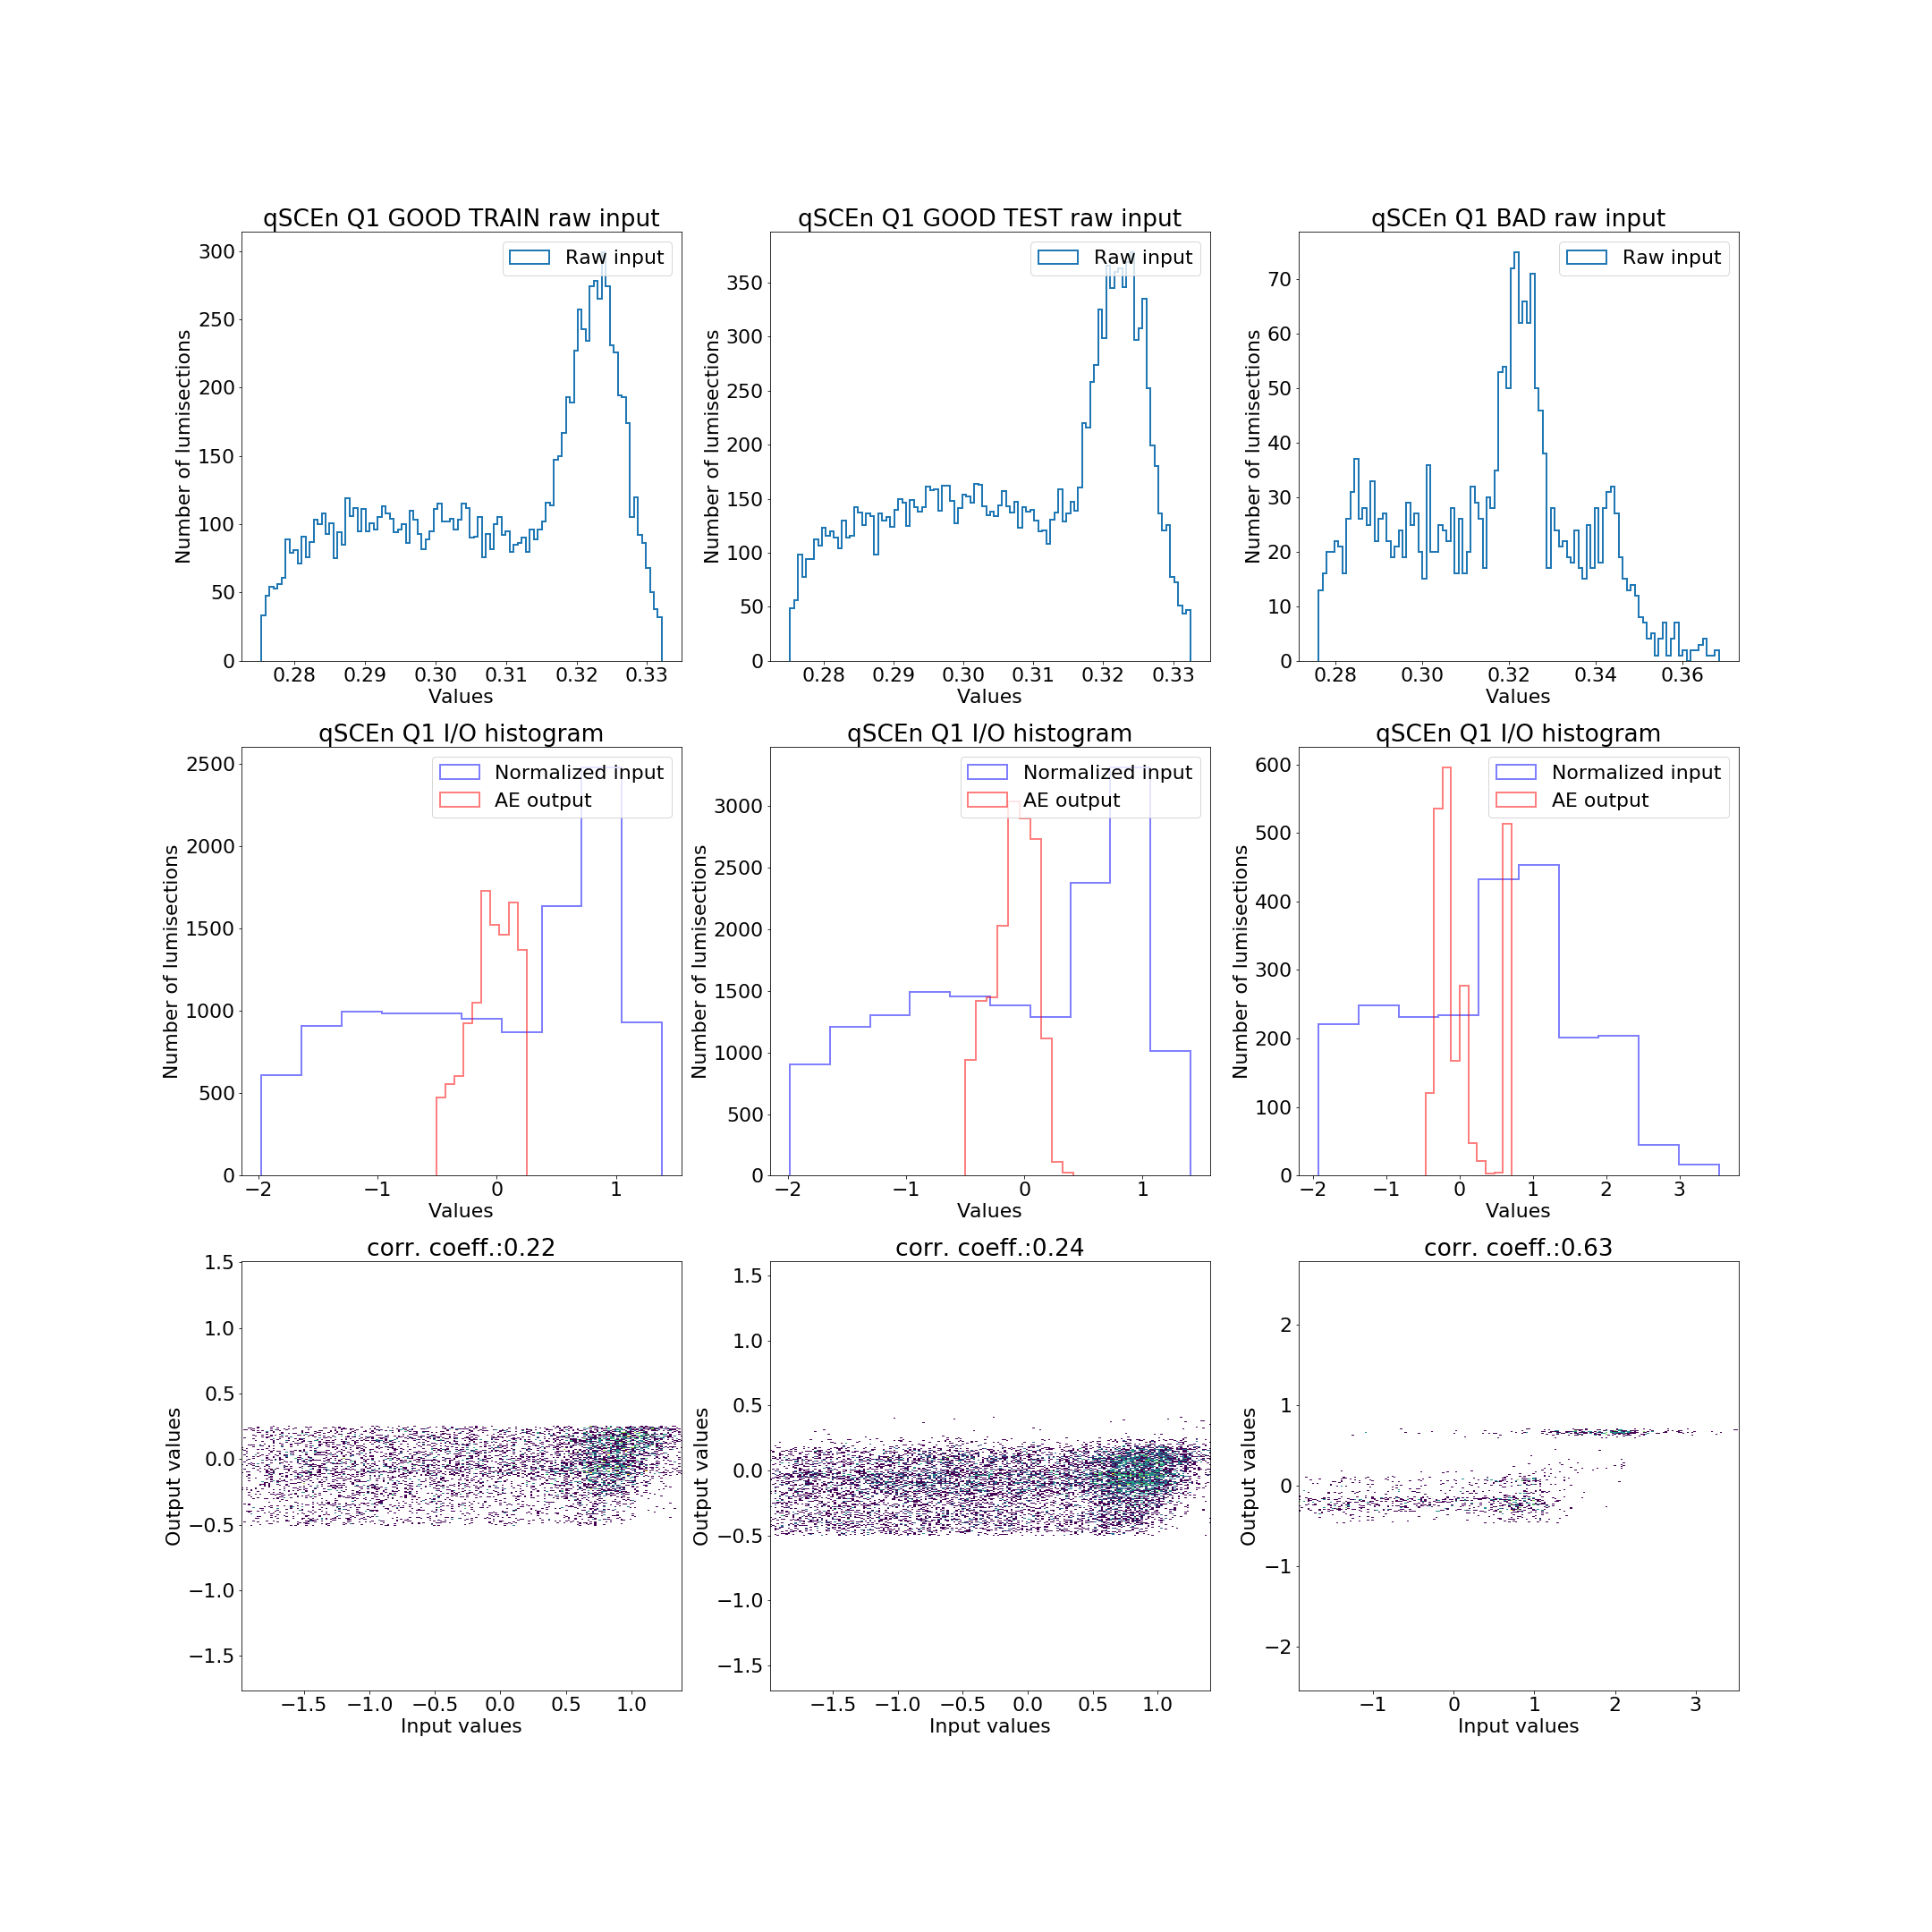 qSCEn Q1 GOOD TRAIN raw input
Raw input
Number of lumisections
300
250
200
150
100
50
0
0.28 0.29 0.30 0.31 0.32 0.33
Values
qSCEn Q1 GOOD TEST raw input
Raw input
Number of lumisections
350
300
250
200
150
100
50
0
0.28 0.29 0.30 0.31 0.32 0.33
Values
qSCEn Q1 BAD raw input
Raw input
Number of lumisections
70
60
50
40
30
20
10
0
0.28 0.30 0.32 0.34 0.36
Values
qSCEn Q1 I/O histogram
Normalized input
AE output
Number of lumisections
2500
2000
1500
1000
500
0
−2 −1 0 1
Values
qSCEn Q1 I/O histogram
Normalized input
AE output
Number of lumisections
3000
2500
2000
1500
1000
500
0
−2 −1 0 1
Values
qSCEn Q1 I/O histogram
Normalized input
AE output
Number of lumisections
600
500
400
300
200
100
0
−2 −1 0 1 2 3
Values
corr. coeff.:0.22
Output values
1.5
1.0
0.5
0.0
−0.5
−1.0
−1.5
−1.5 −1.0 −0.5 0.0 0.5 1.0
Input values
corr. coeff.:0.24
Output values
1.5
1.0
0.5
0.0
−0.5
−1.0
−1.5
−1.5 −1.0 −0.5 0.0 0.5 1.0
Input values
corr. coeff.:0.63
Output values
2
1
0
−1
−2
−1 0 1 2 3
Input values